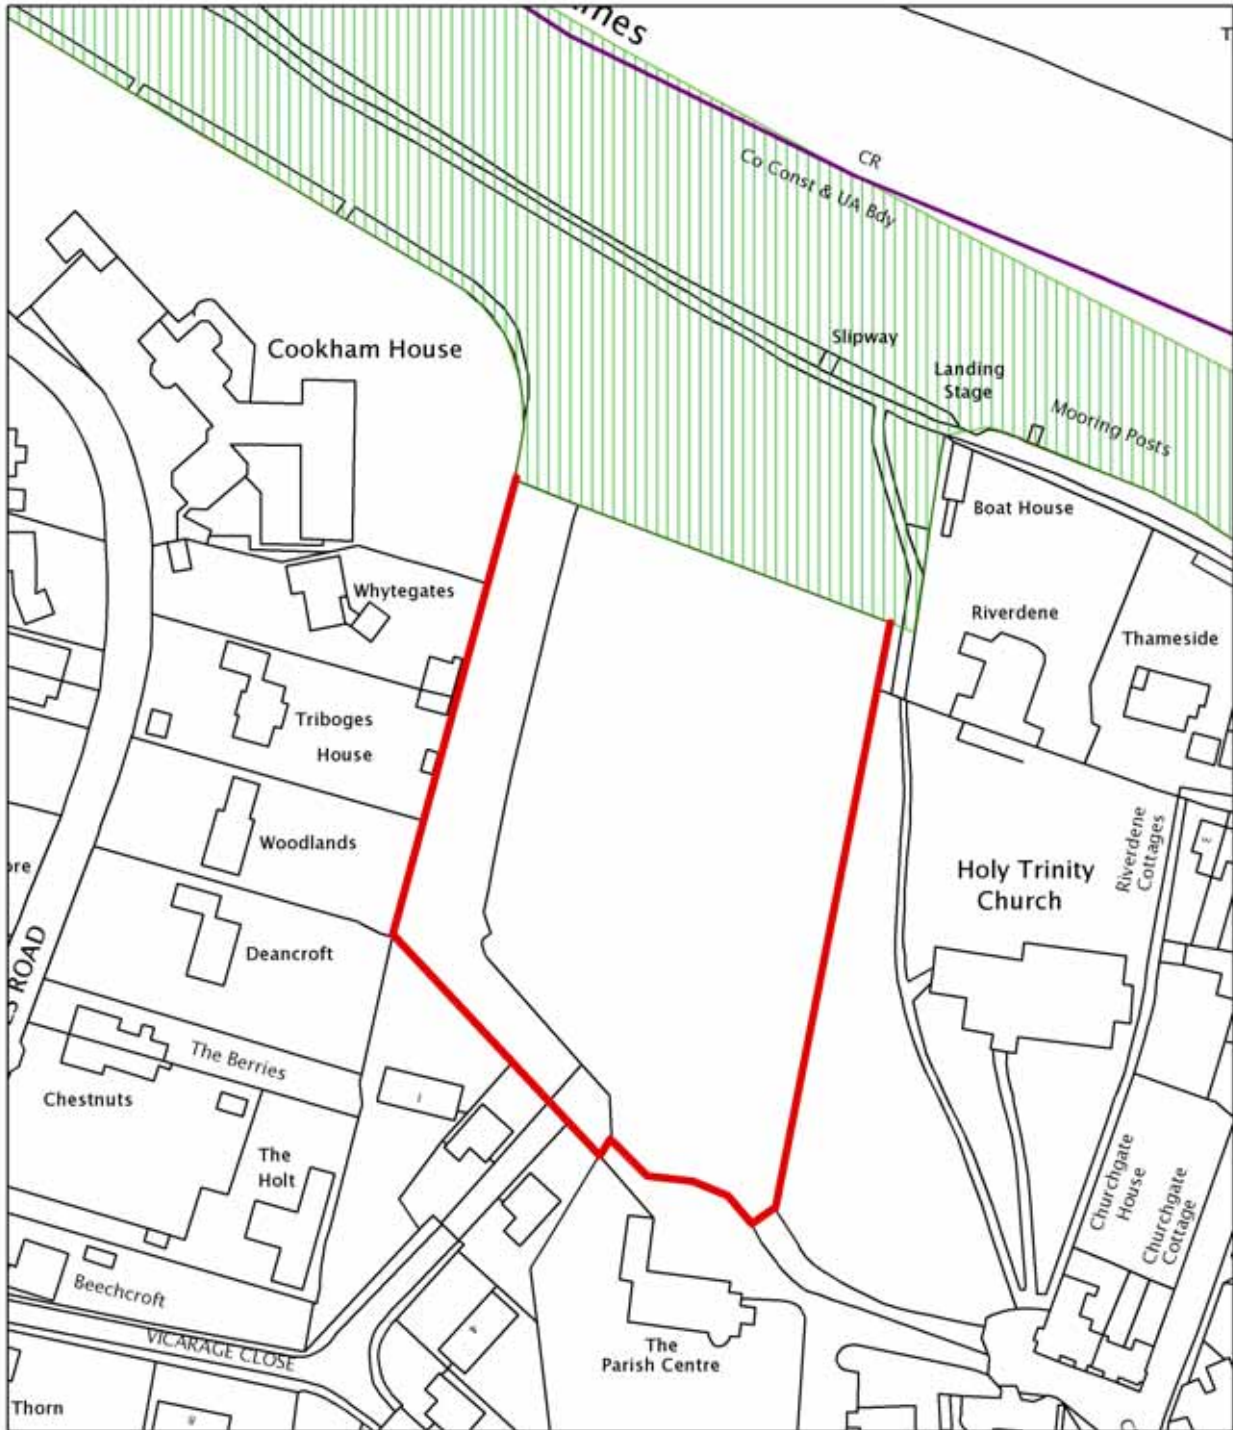 CR
Co Const & UA Bdy
Slipway
Cookham House
Landing
Stage
Mooring Posts
Boat House
Whytegates
Riverdene
Thameside
Triboges
House
Woodlands
Riverdene
Cottages
Holy Trinity
Church
Deancroft
ROAD
The Berries
Chestnuts
The
Holt
Churchgate
House
Churchgate
Cottage
Beechcroft
VICARAGE CLOSE
The
Parish Centre
Thorn